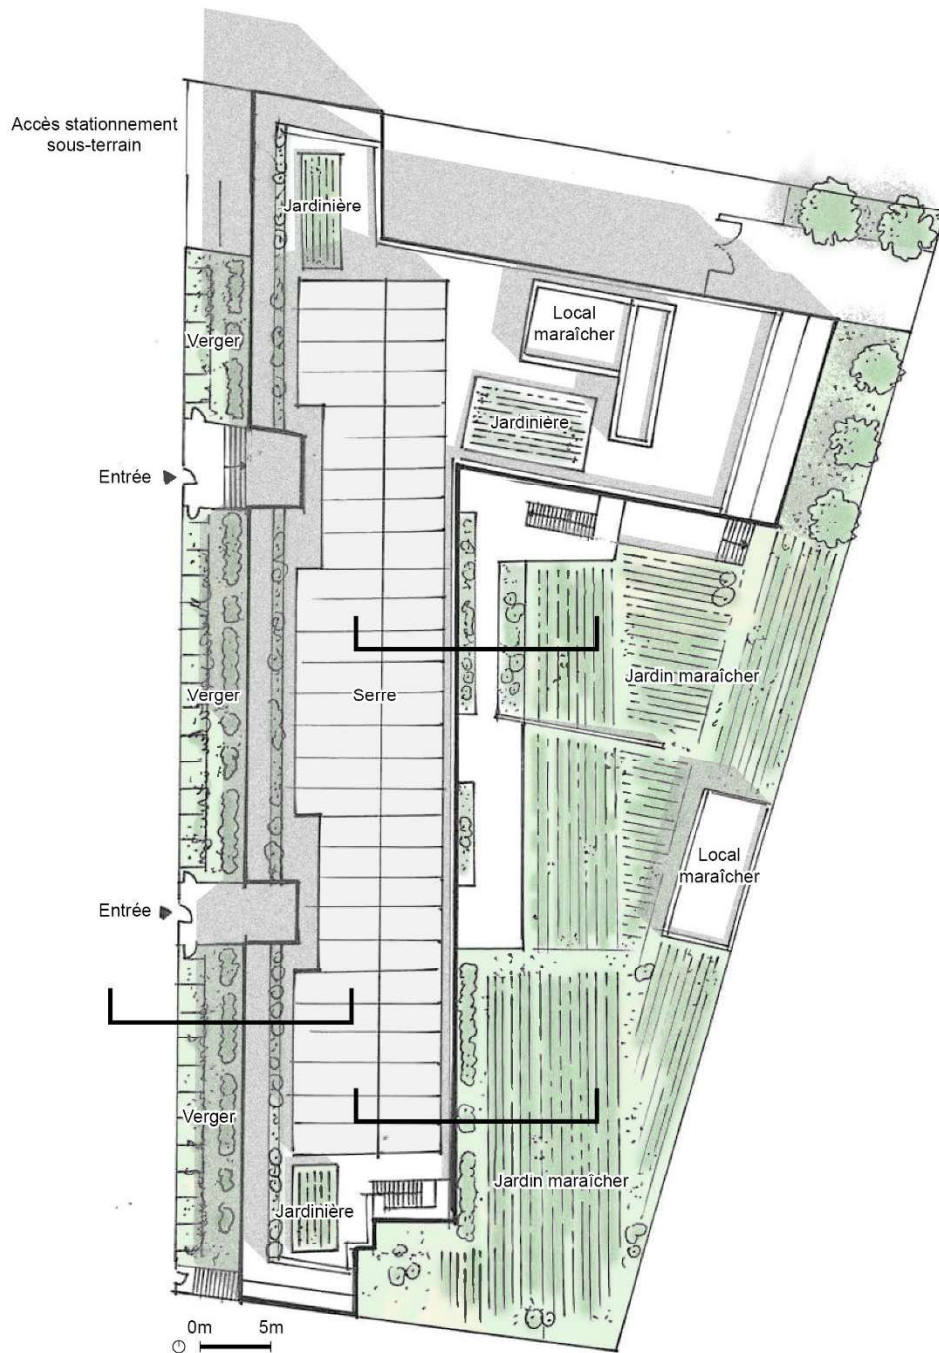 Accès stationnement
sous-terrain
Jardinière
Verger
Local
maraîcher
Jardinière
Entrée
Jardin maraîcher
Verger
Serre
Local
maraîcher
Entrée
Verger
Jardin maraîcher
Jardinière
0m 5m